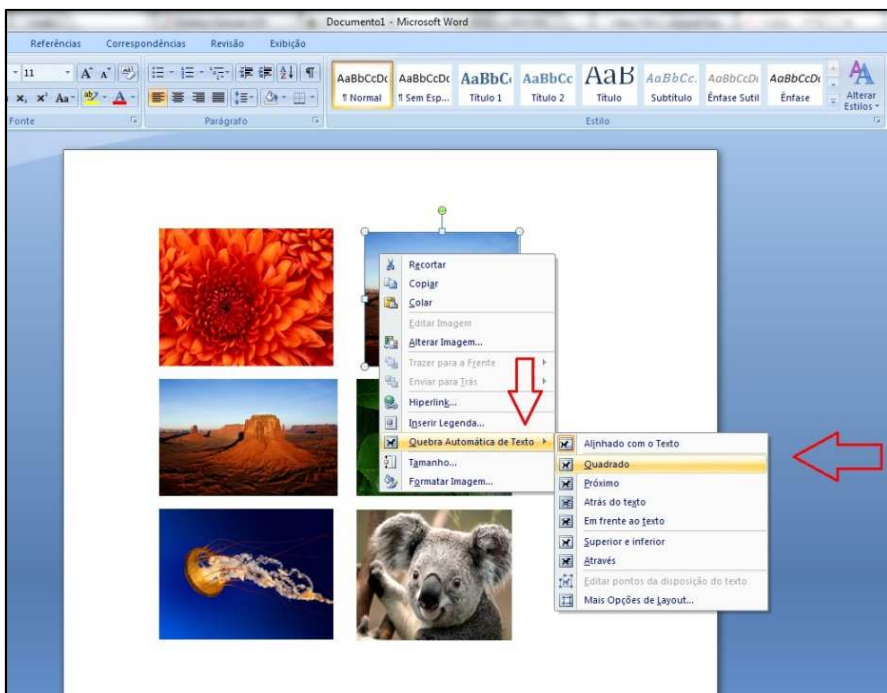 Documento1 - Microsoft Word
Referências Correspondências Revisão Exibição
11 A A
x, x² Aa ab A
AaBbCcDc AaBbCcDc AaBbC AaBbCc AaB AaBbCc. AaBbCcDi AaBbCcDi
¶ Normal ¶ Sem Esp... Título 1 Título 2 Título Subtítulo Ênfase Sutil Ênfase Alterar
Estilos
Fonte Parágrafo Estilo
Recortar
Copiar
Colar
Editar Imagem
Alterar Imagem...
Trazer para a Frente
Enviar para Trás
Hiperlink...
Inserir Legenda...
Quebra Automática de Texto
Tamanho...
Formatar Imagem...
Alinhado com o Texto
Quadrado
Próximo
Atrás do texto
Em frente ao texto
Superior e inferior
Através
Editar pontos da disposição do texto
Mais Opções de Layout...